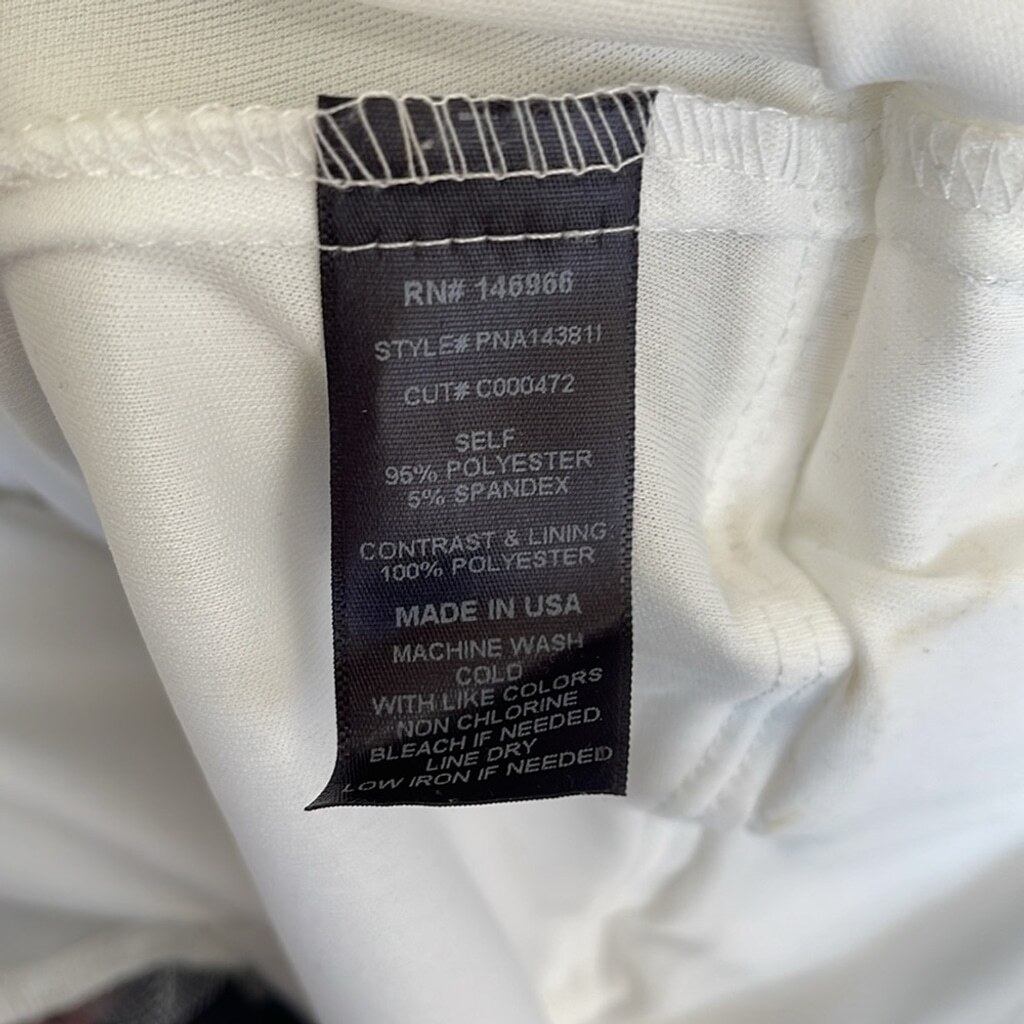 RN# 146966
STYLE# PNA14381I
CUT# C000472
SELF
95% POLYESTER
5% SPANDEX
CONTRAST & LINING
100% POLYESTER
MADE IN USA
MACHINE WASH
COLD
WITH LIKE COLORS
NON CHLORINE
BLEACH IF NEEDED.
LINE DRY
LOW IRON IF NEEDED